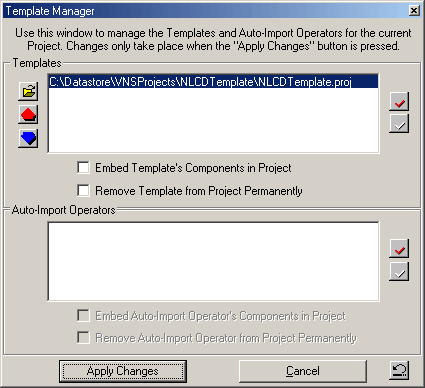 Template Manager
Use this window to manage the Templates and Auto-Import Operators for the current
Project. Changes only take place when the "Apply Changes" button is pressed.
Templates
C:\Datastore\VNSProjects\NLCDTemplate\NLCDTemplate.proj
Embed Template's Components in Project
Remove Template from Project Permanently
Auto-Import Operators
Embed Auto-Import Operator's Components in Project
Remove Auto-Import Operator from Project Permanently
Apply Changes
Cancel